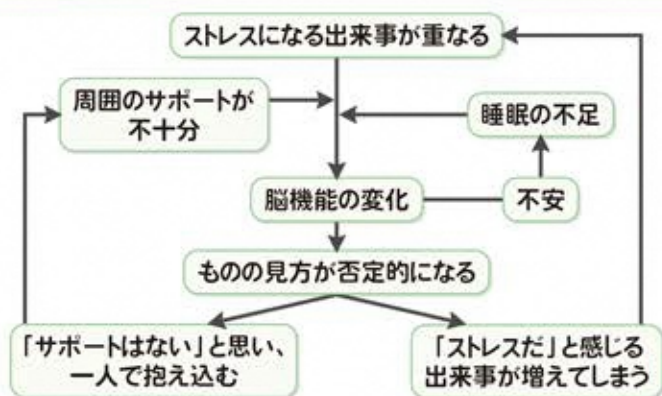 ストレスになる出来事が重なる
周囲のサポートが
不十分
睡眠の不足
脳機能の変化
不安
ものの見方が否定的になる
「サポートはない」と思い、
一人で抱え込む
「ストレスだ」と感じる
出来事が増えてしまう